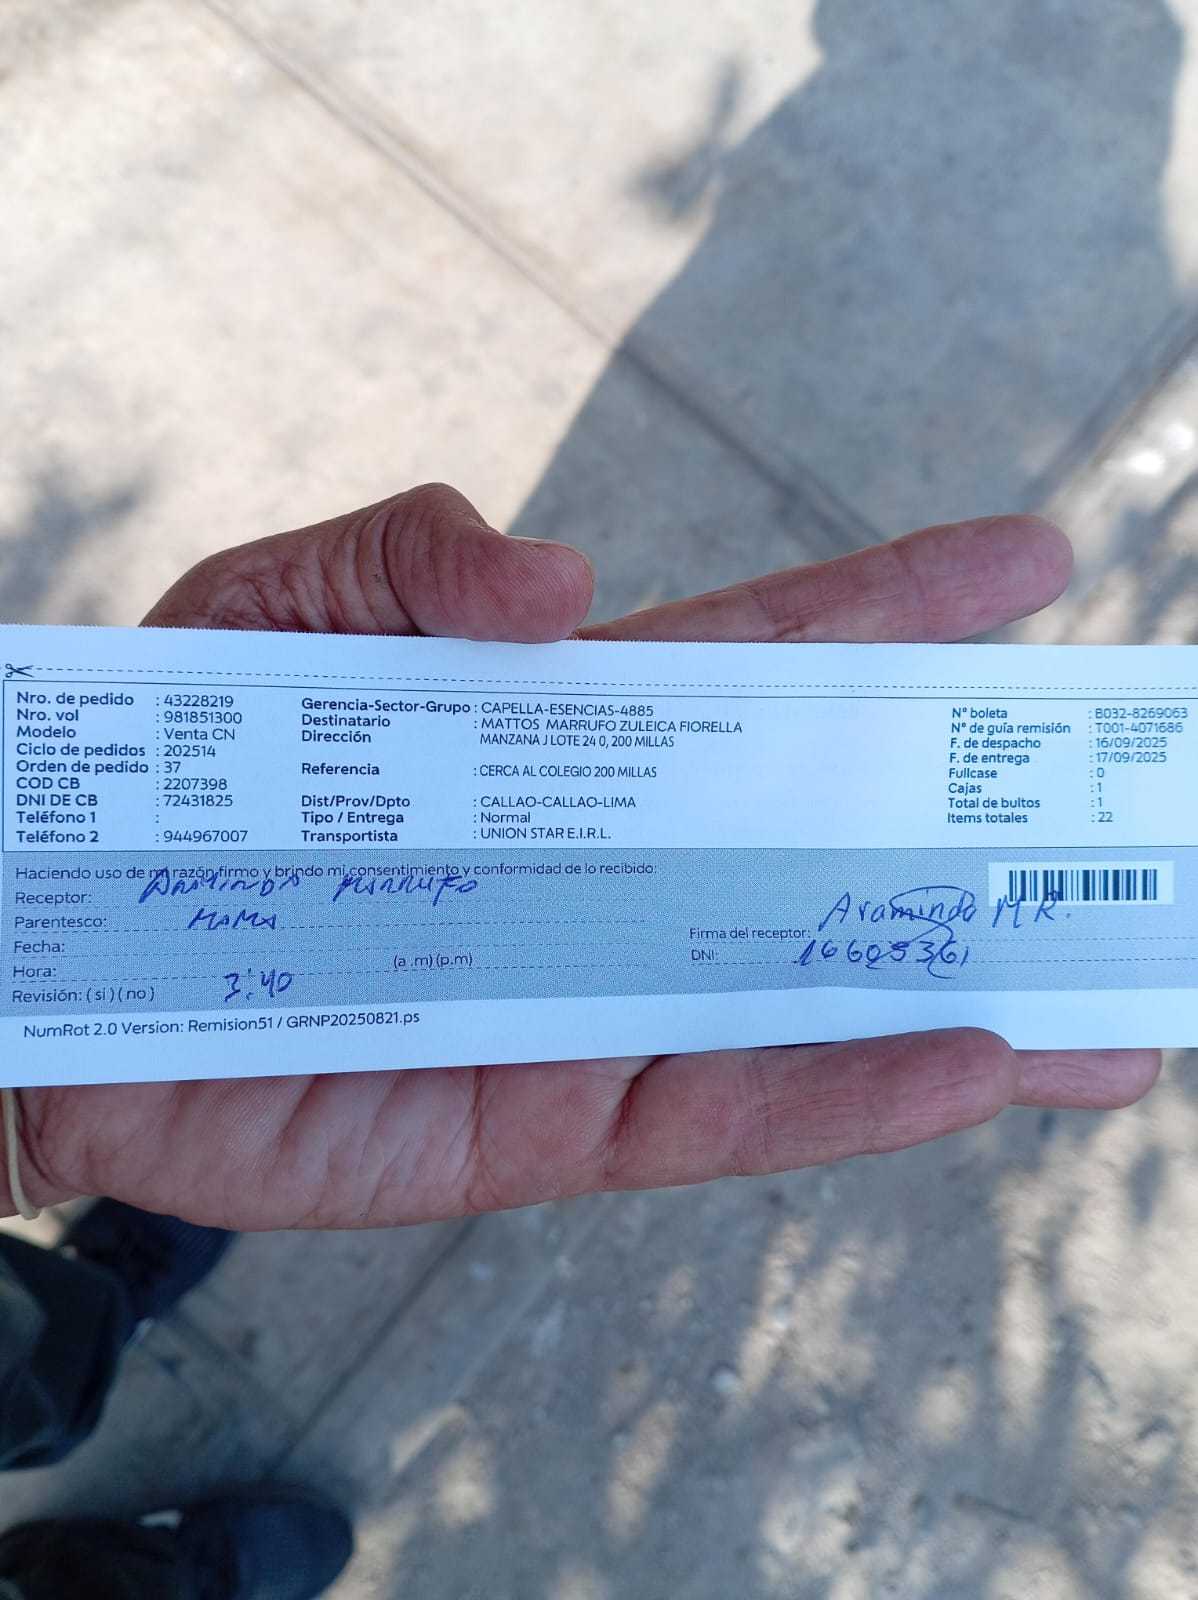 Nro. de pedido : 43228219
Nro. vol : 981851300
Modelo : Venta CN
Ciclo de pedidos : 202514
Orden de pedido : 37
COD CB : 2207398
DNI DE CB : 72431825
Teléfono 1 :
Teléfono 2 : 944967007
Gerencia-Sector-Grupo : CAPELLA-ESENCIAS-4885
Destinatario : MATTOS MARRUFO ZULEICA FIORELLA
Dirección MANZANA J LOTE 24 0, 200 MILLAS
Referencia : CERCA AL COLEGIO 200 MILLAS
Dist/Prov/Dpto : CALLAO-CALLAO-LIMA
Tipo / Entrega : Normal
Transportista : UNION STAR E.I.R.L.
N° boleta : B032-8269063
N° de guía remisión : T001-4071686
F. de despacho : 16/09/2025
F. de entrega : 17/09/2025
Fullcase : 0
Cajas : 1
Total de bultos : 1
Items totales : 22
Haciendo uso de mi razón firmo y brindo mi consentimiento y conformidad de lo recibido:
Receptor: MARRUFO
Parentesco: MAMA
Fecha:
Hora: 3:40 (a .m) (p.m)
Revisión: ( si ) ( no )
Firma del receptor: Araminda M R.
DNI: 16605361
NumRot 2.0 Version: Remision51 / GRNP20250821.ps